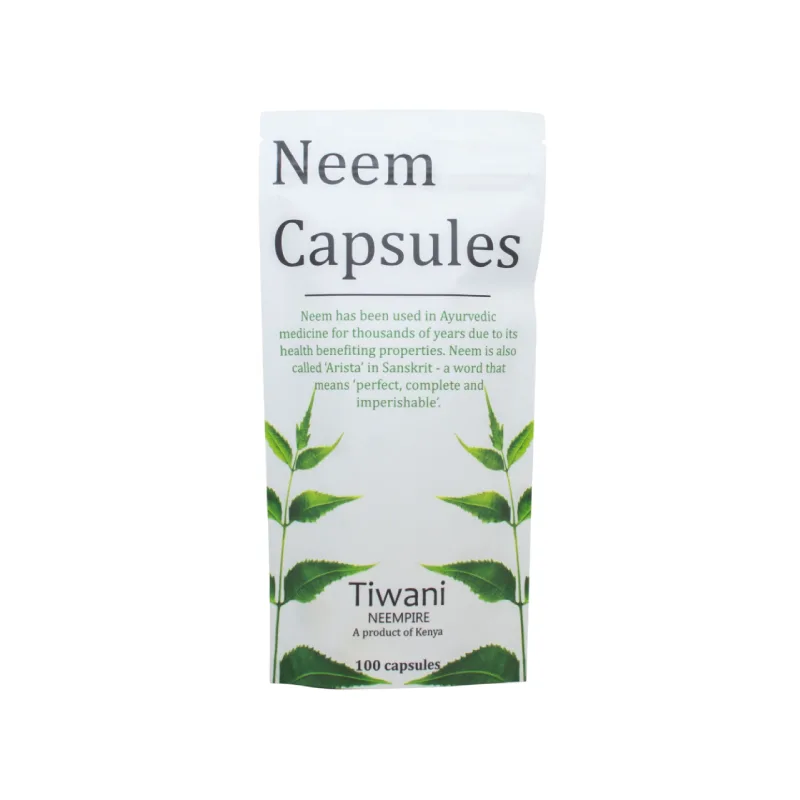 Neem
Capsules
Neem has been used in Ayurvedic
medicine for thousands of years due to its
health benefiting properties. Neem is also
called 'Arista' in Sanskrit - a word that
means 'perfect, complete and
imperishable'.
Tiwani
NEEMPIRE
A product of Kenya
100 capsules